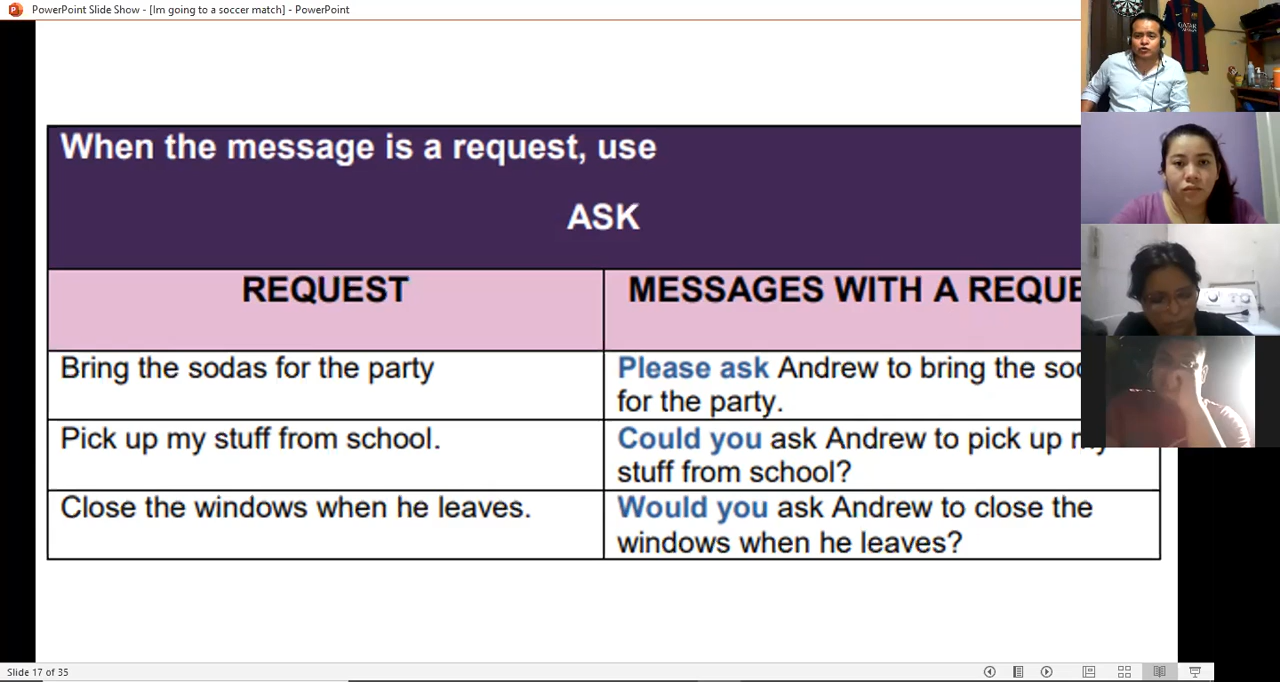 PowerPoint Slide Show - [Im going to a soccer match] - PowerPoint
When the message is a request, use
ASK
REQUEST
MESSAGES WITH A
Bring the sodas for the party
Please ask Andrew to bring the
for the party.
Pick up my stuff from school.
Could you ask Andrew to pick up my
stuff from school?
Close the windows when he leaves.
Would you ask Andrew to close the
windows when he leaves?
QATAR
Slide 17 of 35